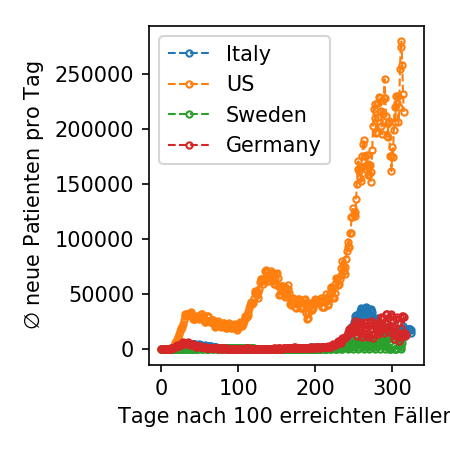 Italy
US
Sweden
Germany
250000
200000
150000
100000
50000
0
∅ neue Patienten pro Tag
0 100 200 300
Tage nach 100 erreichten Fällen